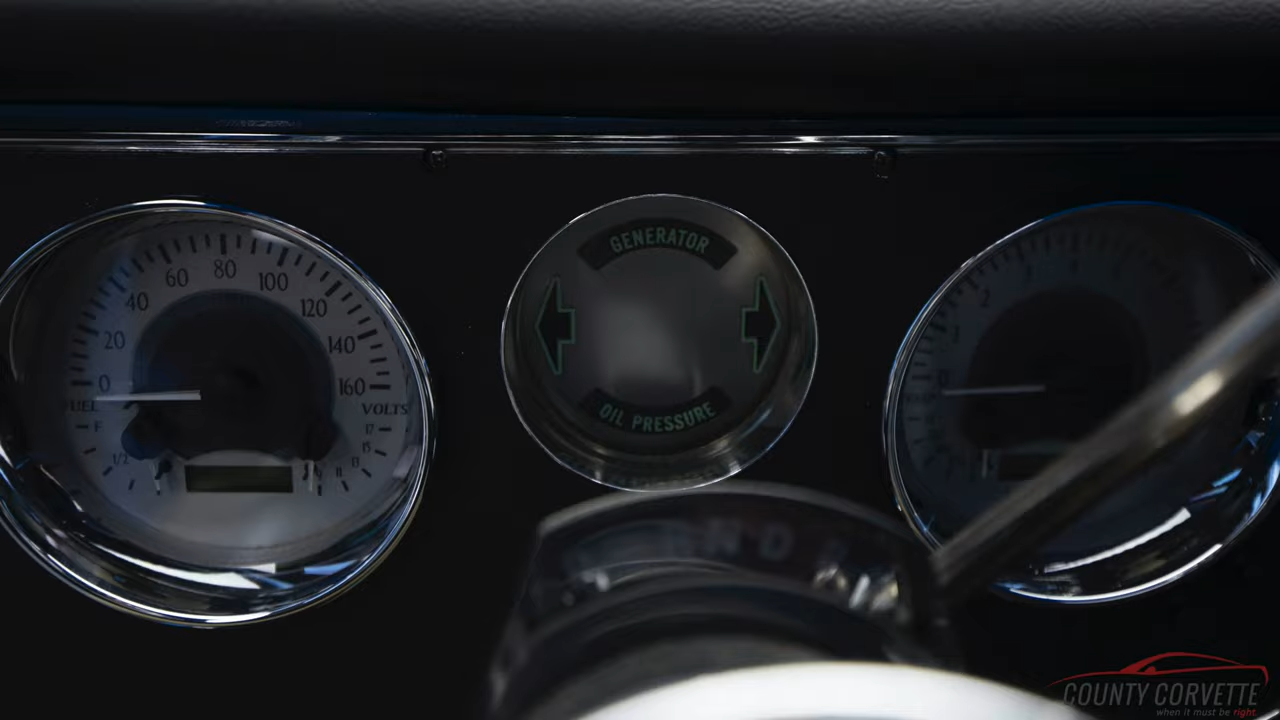 GENERATOR
80
60
100
40
120
20
140
0
160
VOLTS
F
17
1/2
15
13
11
OIL PRESSURE
N D
COUNTY CORVETTE
when it must be right.